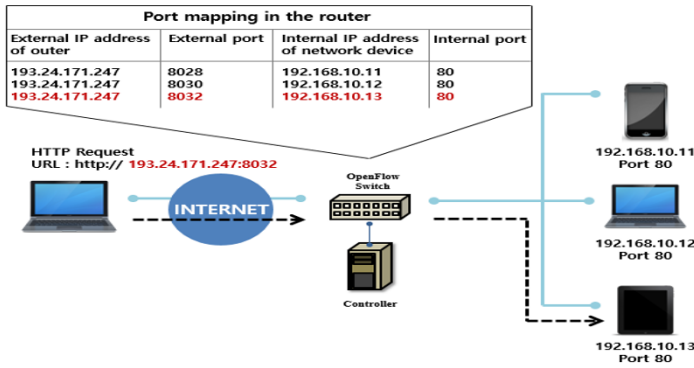 Port mapping in the router
External IP address of outer External port Internal IP address of network device Internal port
193.24.171.247 8028 192.168.10.11 80
193.24.171.247 8030 192.168.10.12 80
193.24.171.247 8032 192.168.10.13 80
HTTP Request
URL : http:// 193.24.171.247:8032
INTERNET
OpenFlow
Switch
Controller
192.168.10.11
Port 80
192.168.10.12
Port 80
192.168.10.13
Port 80